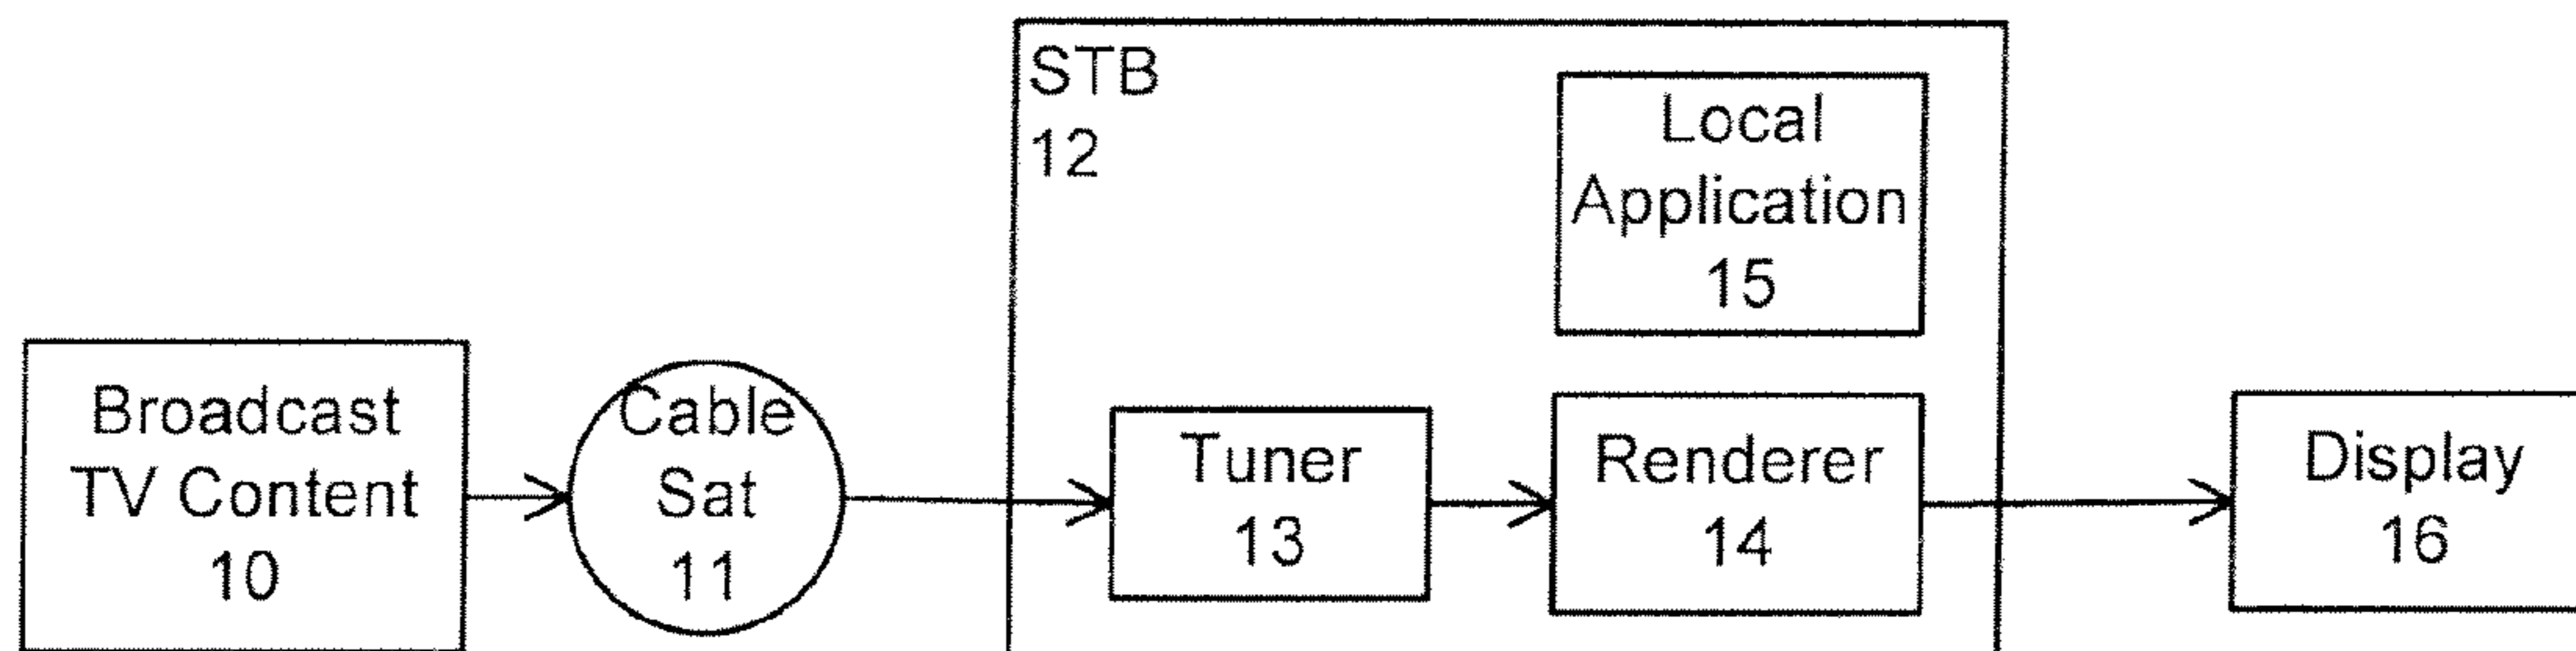 STB
12
Local
Application
15
Broadcast
TV Content
10
Cable
Sat
11
Tuner
13
Renderer
14
Display
16